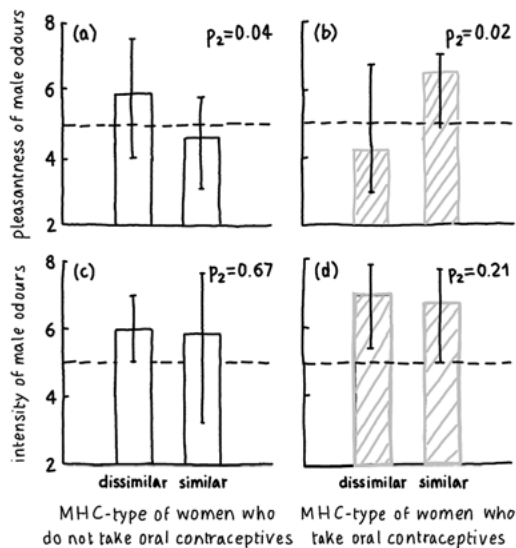 (a) p₂=0.04
(b) p₂=0.02
8
6
4
2
pleasantness of male odours
(c) p₂=0.67
(d) p₂=0.21
8
6
4
2
intensity of male odours
dissimilar similar
dissimilar similar
MHC-type of women who
do not take oral contraceptives
MHC-type of women who
take oral contraceptives